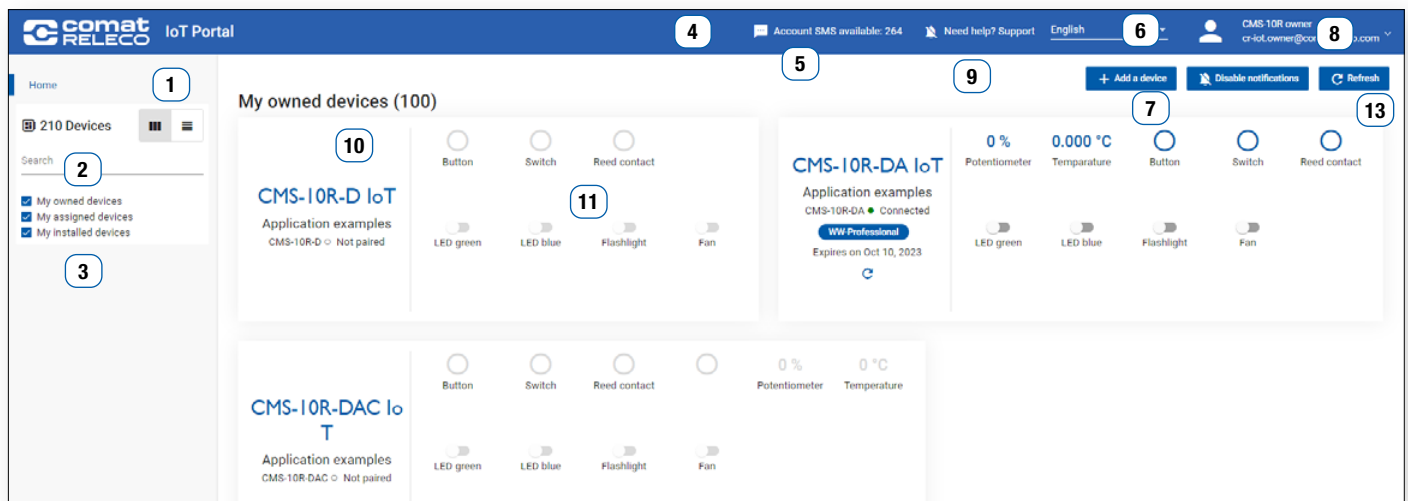 comat RELECO IoT Portal
4
Account SMS available: 264
Need help? Support
English
6
CMS-10R owner
cr-iot.owner@co
8
o.com
5
9
Home
1
+ Add a device
Disable notifications
Refresh
7
13
210 Devices
Search
2
My owned devices
My assigned devices
My installed devices
3
My owned devices (100)
10
CMS-10R-D IoT
Application examples
CMS-10R-D Not paired
Button Switch Reed contact
11
LED green LED blue Flashlight Fan
CMS-10R-DA IoT
Application examples
CMS-10R-DA Connected
WW-Professional
Expires on Oct 10, 2023
0 % 0.000 °C
Potentiometer Temparature Button Switch Reed contact
LED green LED blue Flashlight Fan
CMS-10R-DAC Io
T
Application examples
CMS-10R-DAC Not paired
0 % 0 °C
Button Switch Reed contact Potentiometer Temperature
LED green LED blue Flashlight Fan